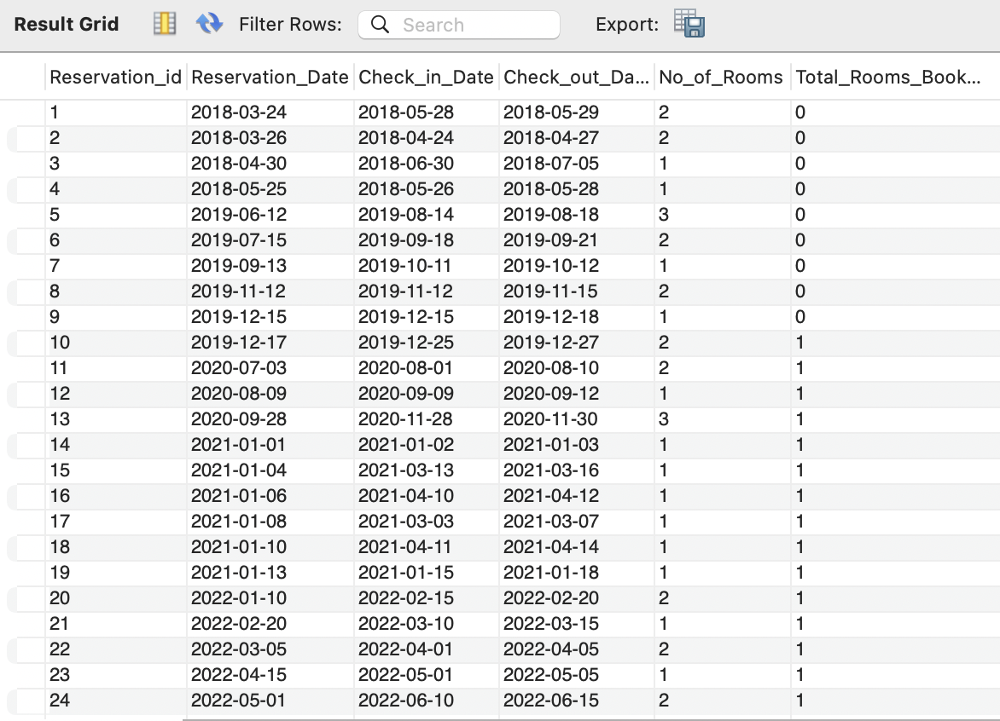 Result Grid Filter Rows: Search Export:
Reservation_id Reservation_Date Check_in_Date Check_out_Da... No_of_Rooms Total_Rooms_Book...
1 2018-03-24 2018-05-28 2018-05-29 2 0
2 2018-03-26 2018-04-24 2018-04-27 2 0
3 2018-04-30 2018-06-30 2018-07-05 1 0
4 2018-05-25 2018-05-26 2018-05-28 1 0
5 2019-06-12 2019-08-14 2019-08-18 3 0
6 2019-07-15 2019-09-18 2019-09-21 2 0
7 2019-09-13 2019-10-11 2019-10-12 1 0
8 2019-11-12 2019-11-12 2019-11-15 2 0
9 2019-12-15 2019-12-15 2019-12-18 1 0
10 2019-12-17 2019-12-25 2019-12-27 2 1
11 2020-07-03 2020-08-01 2020-08-10 2 1
12 2020-08-09 2020-09-09 2020-09-12 1 1
13 2020-09-28 2020-11-28 2020-11-30 3 1
14 2021-01-01 2021-01-02 2021-01-03 1 1
15 2021-01-04 2021-03-13 2021-03-16 1 1
16 2021-01-06 2021-04-10 2021-04-12 1 1
17 2021-01-08 2021-03-03 2021-03-07 1 1
18 2021-01-10 2021-04-11 2021-04-14 1 1
19 2021-01-13 2021-01-15 2021-01-18 1 1
20 2022-01-10 2022-02-15 2022-02-20 2 1
21 2022-02-20 2022-03-10 2022-03-15 1 1
22 2022-03-05 2022-04-01 2022-04-05 2 1
23 2022-04-15 2022-05-01 2022-05-05 1 1
24 2022-05-01 2022-06-10 2022-06-15 2 1